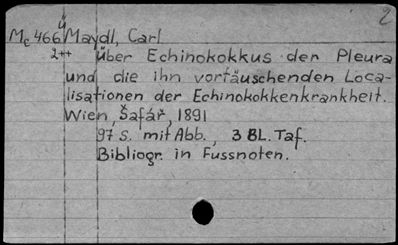 2
ü
Mc 466 Maydl, Carl
2++ über Echinokokkus der Pleura
und die ihn vortäuschenden Loca-
lisationen der Echinokokkenkrankheit.
Wien, Šafář, 1891
97 S. mit Abb., 3 BL. Taf.
Bibliogr. in Fussnoten.